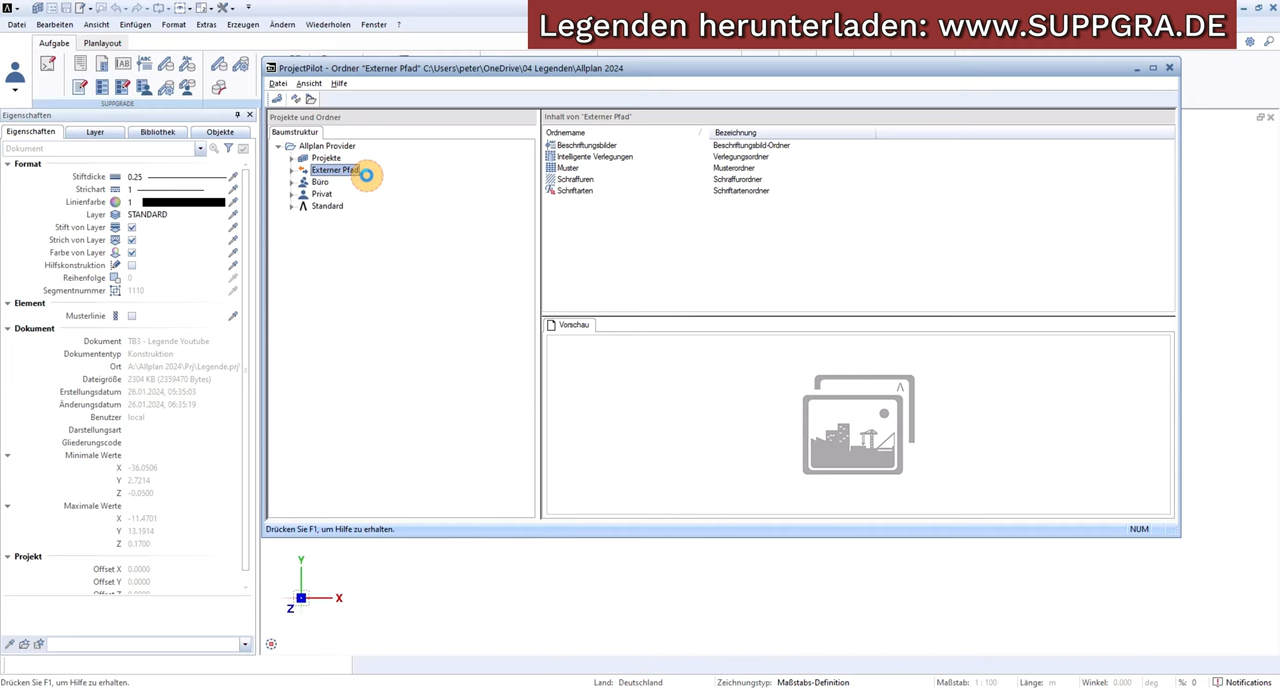 Legenden herunterladen: www.SUPPGRA.DE
Datei Bearbeiten Ansicht Einfügen Format Extras Erzeugen Ändern Wiederholen Fenster ?
Aufgabe Planlayout
SUPPGRADE
ProjectPilot - Ordner "Externer Pfad" C:\Users\peter\OneDrive\04 Legenden\Allplan 2024
Datei Ansicht Hilfe
Eigenschaften
Eigenschaften Layer Bibliothek Objekte
Dokument
Format
Stiftdicke 0.25
Strichart 1
Linienfarbe 1
Layer STANDARD
Stift von Layer
Strich von Layer
Farbe von Layer
Hilfskonstruktion
Reihenfolge 0
Segmentnummer 1110
Element
Musterlinie
Dokument
Dokument TB3 - Legende Youtube
Dokumententyp Konstruktion
Ort A:\Allplan 2024\Prj\Legende.prj\
Dateigröße 2304 KB (2359470 Bytes)
Erstellungsdatum 26.01.2024, 05:35:03
Änderungsdatum 26.01.2024, 06:35:19
Benutzer local
Darstellungsart
Gliederungscode
Minimale Werte
X -36.0506
Y 2.7214
Z -0.0500
Maximale Werte
X -11.4701
Y 13.1914
Z 0.1700
Projekt
Offset X 0.0000
Offset Y 0.0000
Offset Z 0.0000
Projekte und Ordner
Baumstruktur
Allplan Provider
Projekte
Externer Pfad
Büro
Privat
Standard
Inhalt von "Externer Pfad"
Ordnername / Bezeichnung
Beschriftungsbilder Beschriftungsbild-Ordner
Intelligente Verlegungen Verlegungsordner
Muster Musterordner
Schraffuren Schraffurordner
Schriftarten Schriftartenordner
Vorschau
Drücken Sie F1, um Hilfe zu erhalten. NUM
Y
X
Z
Drücken Sie F1, um Hilfe zu erhalten. Land: Deutschland Zeichnungstyp: Maßstabs-Definition Maßstab: 1 : 100 Länge: m Winkel: 0.000 deg %: 0 Notifications